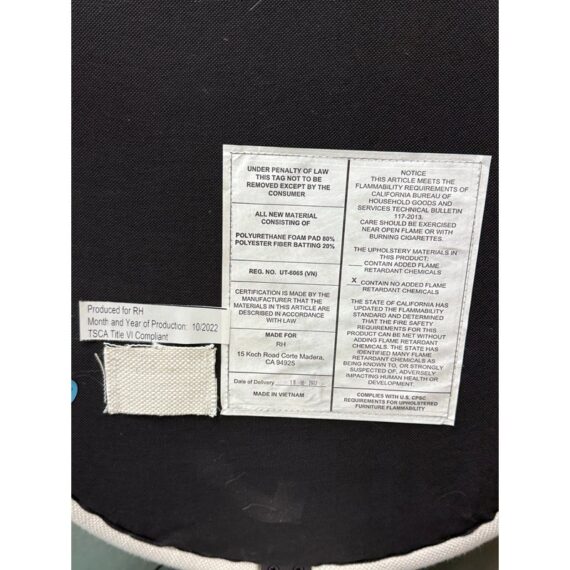 UNDER PENALTY OF LAW
THIS TAG NOT TO BE
REMOVED EXCEPT BY THE
CONSUMER
ALL NEW MATERIAL
CONSISTING OF
POLYURETHANE FOAM PAD 80%
POLYESTER FIBER BATTING 20%
REG. NO. UT-6065 (VN)
CERTIFICATION IS MADE BY THE
MANUFACTURER THAT THE
MATERIALS IN THIS ARTICLE ARE
DESCRIBED IN ACCORDANCE
WITH LAW
MADE FOR
RH
15 Koch Road Corte Madera,
CA 94925
Date of Delivery
MADE IN VIETNAM
NOTICE
THIS ARTICLE MEETS THE
FLAMMABILITY REQUIREMENTS OF
CALIFORNIA BUREAU OF
HOUSEHOLD GOODS AND
SERVICES TECHNICAL BULLETIN
117-2013.
CARE SHOULD BE EXERCISED
NEAR OPEN FLAME OR WITH
BURNING CIGARETTES.
THE UPHOLSTERY MATERIALS IN
THIS PRODUCT:
CONTAIN ADDED FLAME
RETARDANT CHEMICALS
X CONTAIN NO ADDED FLAME
RETARDANT CHEMICALS
THE STATE OF CALIFORNIA HAS
UPDATED THE FLAMMABILITY
STANDARD AND DETERMINED
THAT THE FIRE SAFETY
REQUIREMENTS FOR THIS
PRODUCT CAN BE MET WITHOUT
ADDING FLAME RETARDANT
CHEMICALS. THE STATE HAS
IDENTIFIED MANY FLAME
RETARDANT CHEMICALS AS
BEING KNOWN TO, OR STRONGLY
SUSPECTED OF, ADVERSELY
IMPACTING HUMAN HEALTH OR
DEVELOPMENT.
COMPLIES WITH U.S. CPSC
REQUIREMENTS FOR UPHOLSTERED
FURNITURE FLAMMABILITY
Produced for RH
Month and Year of Production: 10/2022
TSCA Title VI Compliant